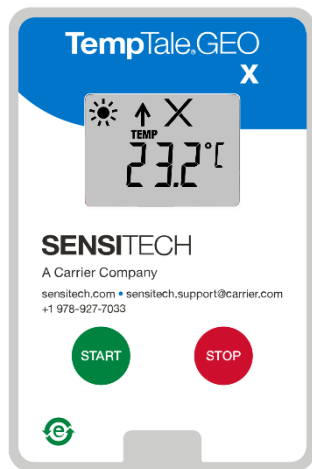 TempTale®.GEO
X
TEMP
23.2°C
SENSITECH
A Carrier Company
sensitech.com • sensitech.support@carrier.com
+1 978-927-7033
START
STOP
e